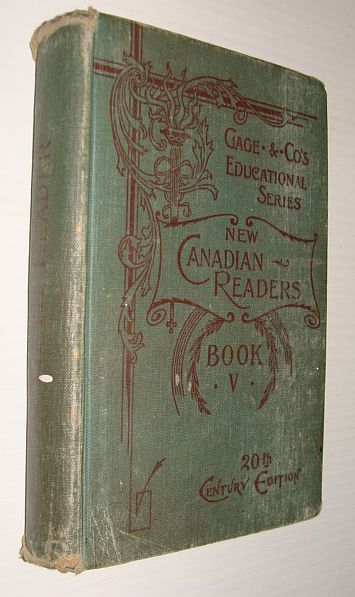 GAGE · & · CO'S
EDUCATIONAL
SERIES
NEW
CANADIAN
READERS
BOOK
· V ·
20th
CENTURY EDITION